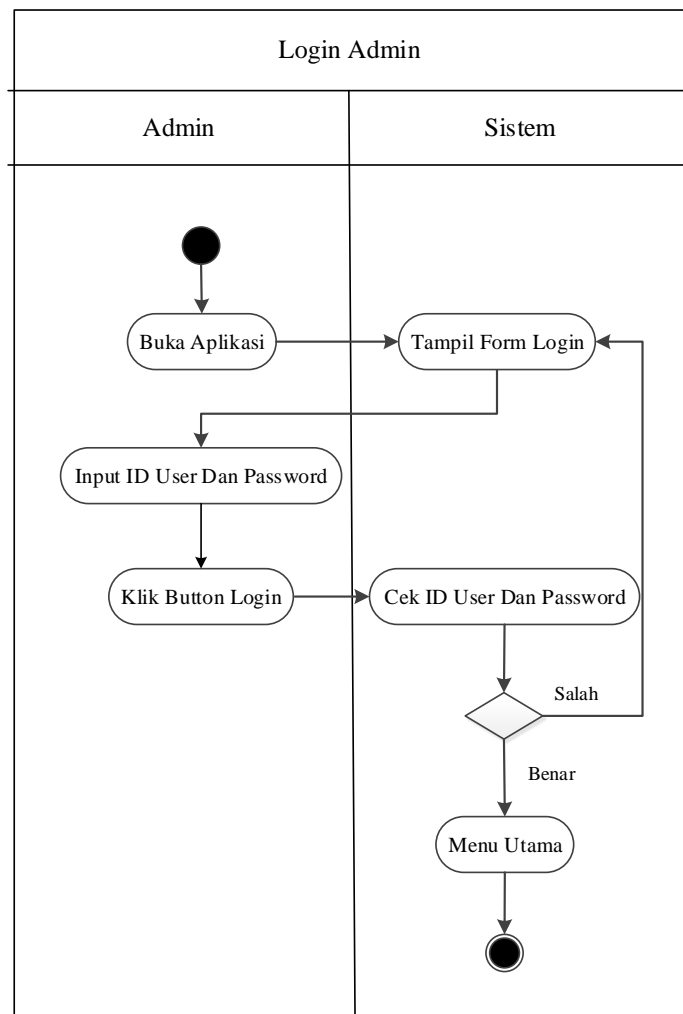 Login Admin
Admin
Sistem
Buka Aplikasi
Tampil Form Login
Input ID User Dan Password
Klik Button Login
Cek ID User Dan Password
Salah
Benar
Menu Utama